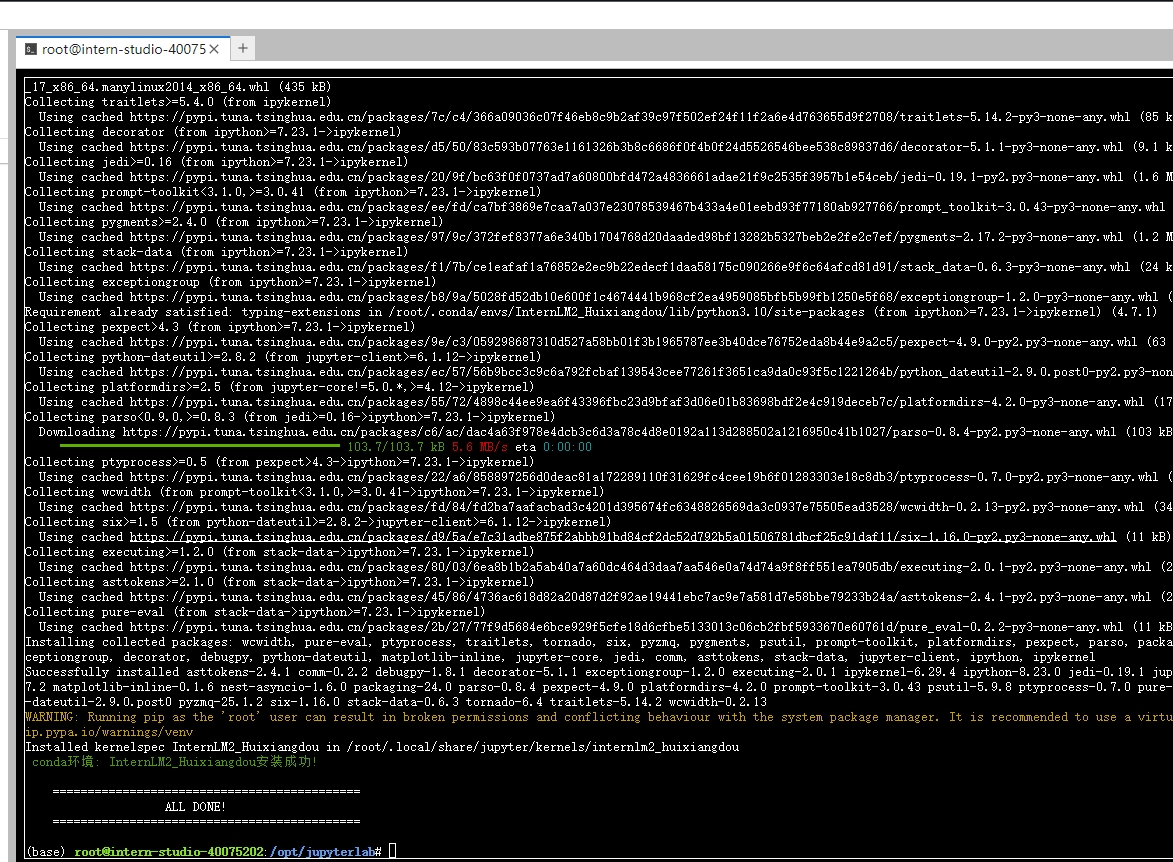 root@intern-studio-40075 ✕ +
_17_x86_64.manylinux2014_x86_64.whl (435 kB)
Collecting traitlets>=5.4.0 (from ipykernel)
Using cached https://pypi.tuna.tsinghua.edu.cn/packages/7c/c4/366a09036c07f46eb8c9b2af39c97f502ef24f11f2a6e4d763655d9f2708/traitlets-5.14.2-py3-none-any.whl (85 k
Collecting decorator (from ipython>=7.23.1->ipykernel)
Using cached https://pypi.tuna.tsinghua.edu.cn/packages/d5/50/83c593b07763e1161326b3b8c6686f0f4b0f24d5526546bee538c89837d6/decorator-5.1.1-py3-none-any.whl (9.1 k
Collecting jedi>=0.16 (from ipython>=7.23.1->ipykernel)
Using cached https://pypi.tuna.tsinghua.edu.cn/packages/20/9f/bc63f0f0737ad7a60800bfd472a4836661adae21f9c2535f3957b1e54ceb/jedi-0.19.1-py2.py3-none-any.whl (1.6 M
Collecting prompt-toolkit<3.1.0,>=3.0.41 (from ipython>=7.23.1->ipykernel)
Using cached https://pypi.tuna.tsinghua.edu.cn/packages/ee/fd/ca7bf3869e7caa7a037e23078539467b433a4e01eebd93f77180ab927766/prompt_toolkit-3.0.43-py3-none-any.whl
Collecting pygments>=2.4.0 (from ipython>=7.23.1->ipykernel)
Using cached https://pypi.tuna.tsinghua.edu.cn/packages/97/9c/372fef8377a6e340b1704768d20daaded98bf13282b5327beb2e2fe2c7ef/pygments-2.17.2-py3-none-any.whl (1.2 M
Collecting stack-data (from ipython>=7.23.1->ipykernel)
Using cached https://pypi.tuna.tsinghua.edu.cn/packages/f1/7b/ce1eafaf1a76852e2ec9b22edecf1daa58175c090266e9f6c64afcd81d91/stack_data-0.6.3-py3-none-any.whl (24 k
Collecting exceptiongroup (from ipython>=7.23.1->ipykernel)
Using cached https://pypi.tuna.tsinghua.edu.cn/packages/b8/9a/5028fd52db10e600f1c4674441b968cf2ea4959085bfb5b99fb1250e5f68/exceptiongroup-1.2.0-py3-none-any.whl (
Requirement already satisfied: typing-extensions in /root/.conda/envs/InternLM2_Huixiangdou/lib/python3.10/site-packages (from ipython>=7.23.1->ipykernel) (4.7.1)
Collecting pexpect>4.3 (from ipython>=7.23.1->ipykernel)
Using cached https://pypi.tuna.tsinghua.edu.cn/packages/9e/c3/059298687310d527a58bb01f3b1965787ee3b40dce76752eda8b44e9a2c5/pexpect-4.9.0-py2.py3-none-any.whl (63
Collecting python-dateutil>=2.8.2 (from jupyter-client>=6.1.12->ipykernel)
Using cached https://pypi.tuna.tsinghua.edu.cn/packages/ec/57/56b9bcc3c9c6a792fcbaf139543cee77261f3651ca9da0c93f5c1221264b/python_dateutil-2.9.0.post0-py2.py3-non
Collecting platformdirs>=2.5 (from jupyter-core!=5.0.*,>=4.12->ipykernel)
Using cached https://pypi.tuna.tsinghua.edu.cn/packages/55/72/4898c44ee9ea6f43396fbc23d9bfaf3d06e01b83698bdf2e4c919deceb7c/platformdirs-4.2.0-py3-none-any.whl (17
Collecting parso<0.9.0,>=0.8.3 (from jedi>=0.16->ipython>=7.23.1->ipykernel)
Downloading https://pypi.tuna.tsinghua.edu.cn/packages/c6/ac/dac4a63f978e4dcb3c6d3a78c4d8e0192a113d288502a1216950c41b1027/parso-0.8.4-py2.py3-none-any.whl (103 kB
103.7/103.7 kB 5.6 MB/s eta 0:00:00
Collecting ptyprocess>=0.5 (from pexpect>4.3->ipython>=7.23.1->ipykernel)
Using cached https://pypi.tuna.tsinghua.edu.cn/packages/22/a6/858897256d0deac81a172289110f31629fc4cee19b6f01283303e18c8db3/ptyprocess-0.7.0-py2.py3-none-any.whl (
Collecting wcwidth (from prompt-toolkit<3.1.0,>=3.0.41->ipython>=7.23.1->ipykernel)
Using cached https://pypi.tuna.tsinghua.edu.cn/packages/fd/84/fd2ba7aafacbad3c4201d395674fc6348826569da3c0937e75505ead3528/wcwidth-0.2.13-py2.py3-none-any.whl (34
Collecting six>=1.5 (from python-dateutil>=2.8.2->jupyter-client>=6.1.12->ipykernel)
Using cached https://pypi.tuna.tsinghua.edu.cn/packages/d9/5a/e7c31adbe875f2abbb91bd84cf2dc52d792b5a01506781dbcf25c91daf11/six-1.16.0-py2.py3-none-any.whl (11 kB)
Collecting executing>=1.2.0 (from stack-data->ipython>=7.23.1->ipykernel)
Using cached https://pypi.tuna.tsinghua.edu.cn/packages/80/03/6ea8b1b2a5ab40a7a60dc464d3daa7aa546e0a74d74a9f8ff551ea7905db/executing-2.0.1-py2.py3-none-any.whl (2
Collecting asttokens>=2.1.0 (from stack-data->ipython>=7.23.1->ipykernel)
Using cached https://pypi.tuna.tsinghua.edu.cn/packages/45/86/4736ac618d82a20d87d2f92ae19441ebc7ac9e7a581d7e58bbe79233b24a/asttokens-2.4.1-py2.py3-none-any.whl (2
Collecting pure-eval (from stack-data->ipython>=7.23.1->ipykernel)
Using cached https://pypi.tuna.tsinghua.edu.cn/packages/2b/27/77f9d5684e6bce929f5cfe18d6cfbe5133013c06cb2fbf5933670e60761d/pure_eval-0.2.2-py3-none-any.whl (11 kB
Installing collected packages: wcwidth, pure-eval, ptyprocess, traitlets, tornado, six, pyzmq, pygments, psutil, prompt-toolkit, platformdirs, pexpect, parso, packa
ceptiongroup, decorator, debugpy, python-dateutil, matplotlib-inline, jupyter-core, jedi, comm, asttokens, stack-data, jupyter-client, ipython, ipykernel
Successfully installed asttokens-2.4.1 comm-0.2.2 debugpy-1.8.1 decorator-5.1.1 exceptiongroup-1.2.0 executing-2.0.1 ipykernel-6.29.4 ipython-8.23.0 jedi-0.19.1 jup
7.2 matplotlib-inline-0.1.6 nest-asyncio-1.6.0 packaging-24.0 parso-0.8.4 pexpect-4.9.0 platformdirs-4.2.0 prompt-toolkit-3.0.43 psutil-5.9.8 ptyprocess-0.7.0 pure-
-dateutil-2.9.0.post0 pyzmq-25.1.2 six-1.16.0 stack-data-0.6.3 tornado-6.4 traitlets-5.14.2 wcwidth-0.2.13
WARNING: Running pip as the 'root' user can result in broken permissions and conflicting behaviour with the system package manager. It is recommended to use a virtu
ip.pypa.io/warnings/venv
Installed kernelspec InternLM2_Huixiangdou in /root/.local/share/jupyter/kernels/internlm2_huixiangdou
conda环境: InternLM2_Huixiangdou安装成功!
============================================
ALL DONE!
============================================
(base) root@intern-studio-40075202:/opt/jupyterlab#